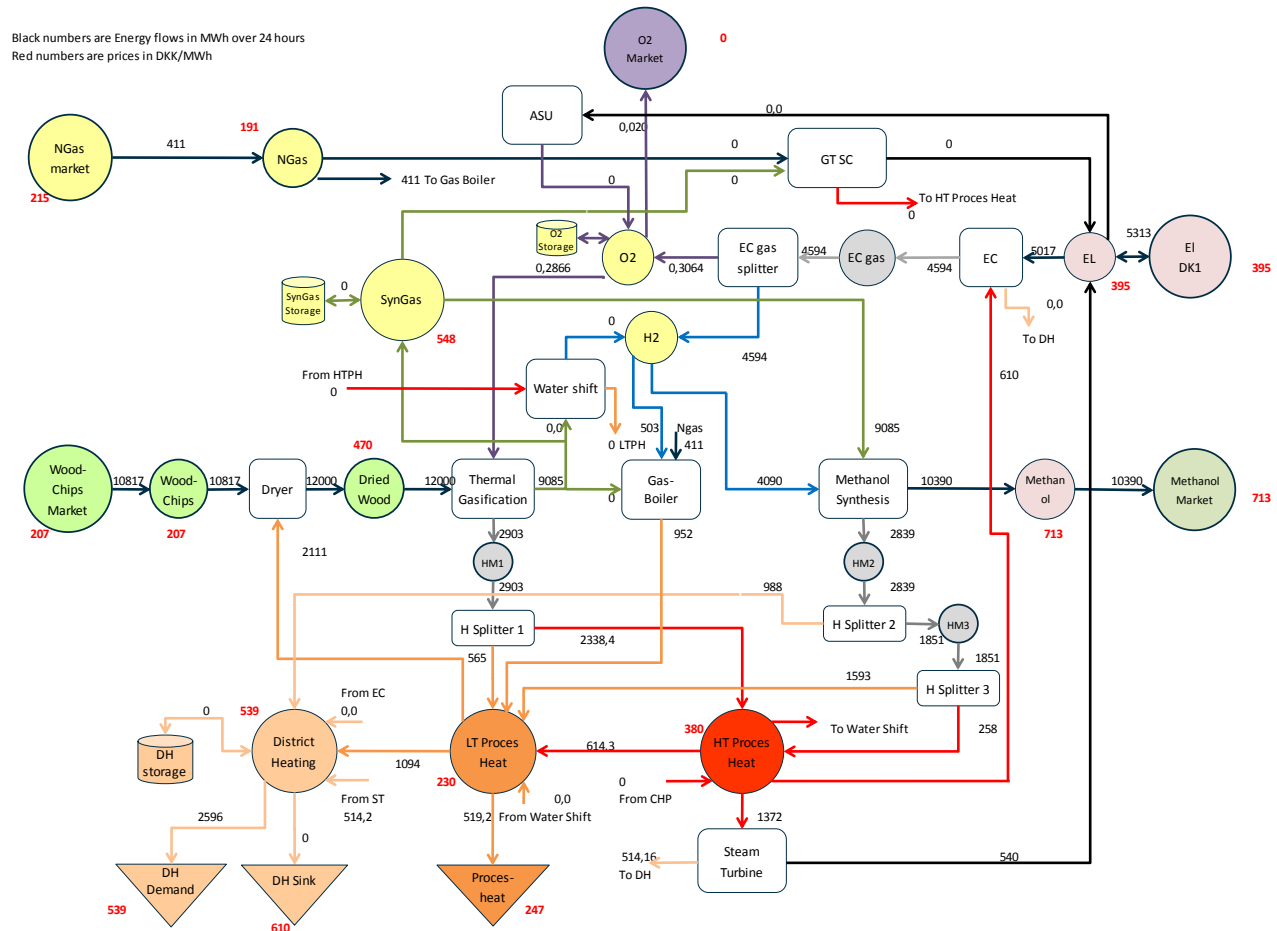 Black numbers are Energy flows in MWh over 24 hours
Red numbers are prices in DKK/MWh
O2
Market
0
ASU
0,0
0,020
NGas
market
215
411
191
NGas
0
411 To Gas Boiler
0
0
GT SC
0
To HT Proces Heat
0
O2
Storage
O2
0,2866
0,3064
EC gas
splitter
4594
EC gas
4594
EC
5017
EL
395
5313
El
DK1
395
0,0
To DH
SynGas
Storage
0
SynGas
548
0
H2
4594
610
From HTPH
0
Water shift
0,0
0 LTPH
503
Ngas
411
9085
Wood-
Chips
Market
207
10817
Wood-
Chips
207
10817
Dryer
12000
470
Dried
Wood
12000
Thermal
Gasification
9085
0
Gas-
Boiler
4090
Methanol
Synthesis
10390
Methan
ol
713
10390
Methanol
Market
713
2111
2903
HM1
2903
952
2839
HM2
2839
988
H Splitter 1
2338,4
565
H Splitter 2
1851
HM3
1851
1593
H Splitter 3
258
From EC
0,0
539
0
DH
storage
District
Heating
1094
LT Proces
Heat
230
614,3
380
HT Proces
Heat
To Water Shift
0
From CHP
From ST
514,2
0,0
519,2
From Water Shift
2596
0
1372
514,16
To DH
Steam
Turbine
540
DH
Demand
539
DH Sink
610
Proces-
heat
247